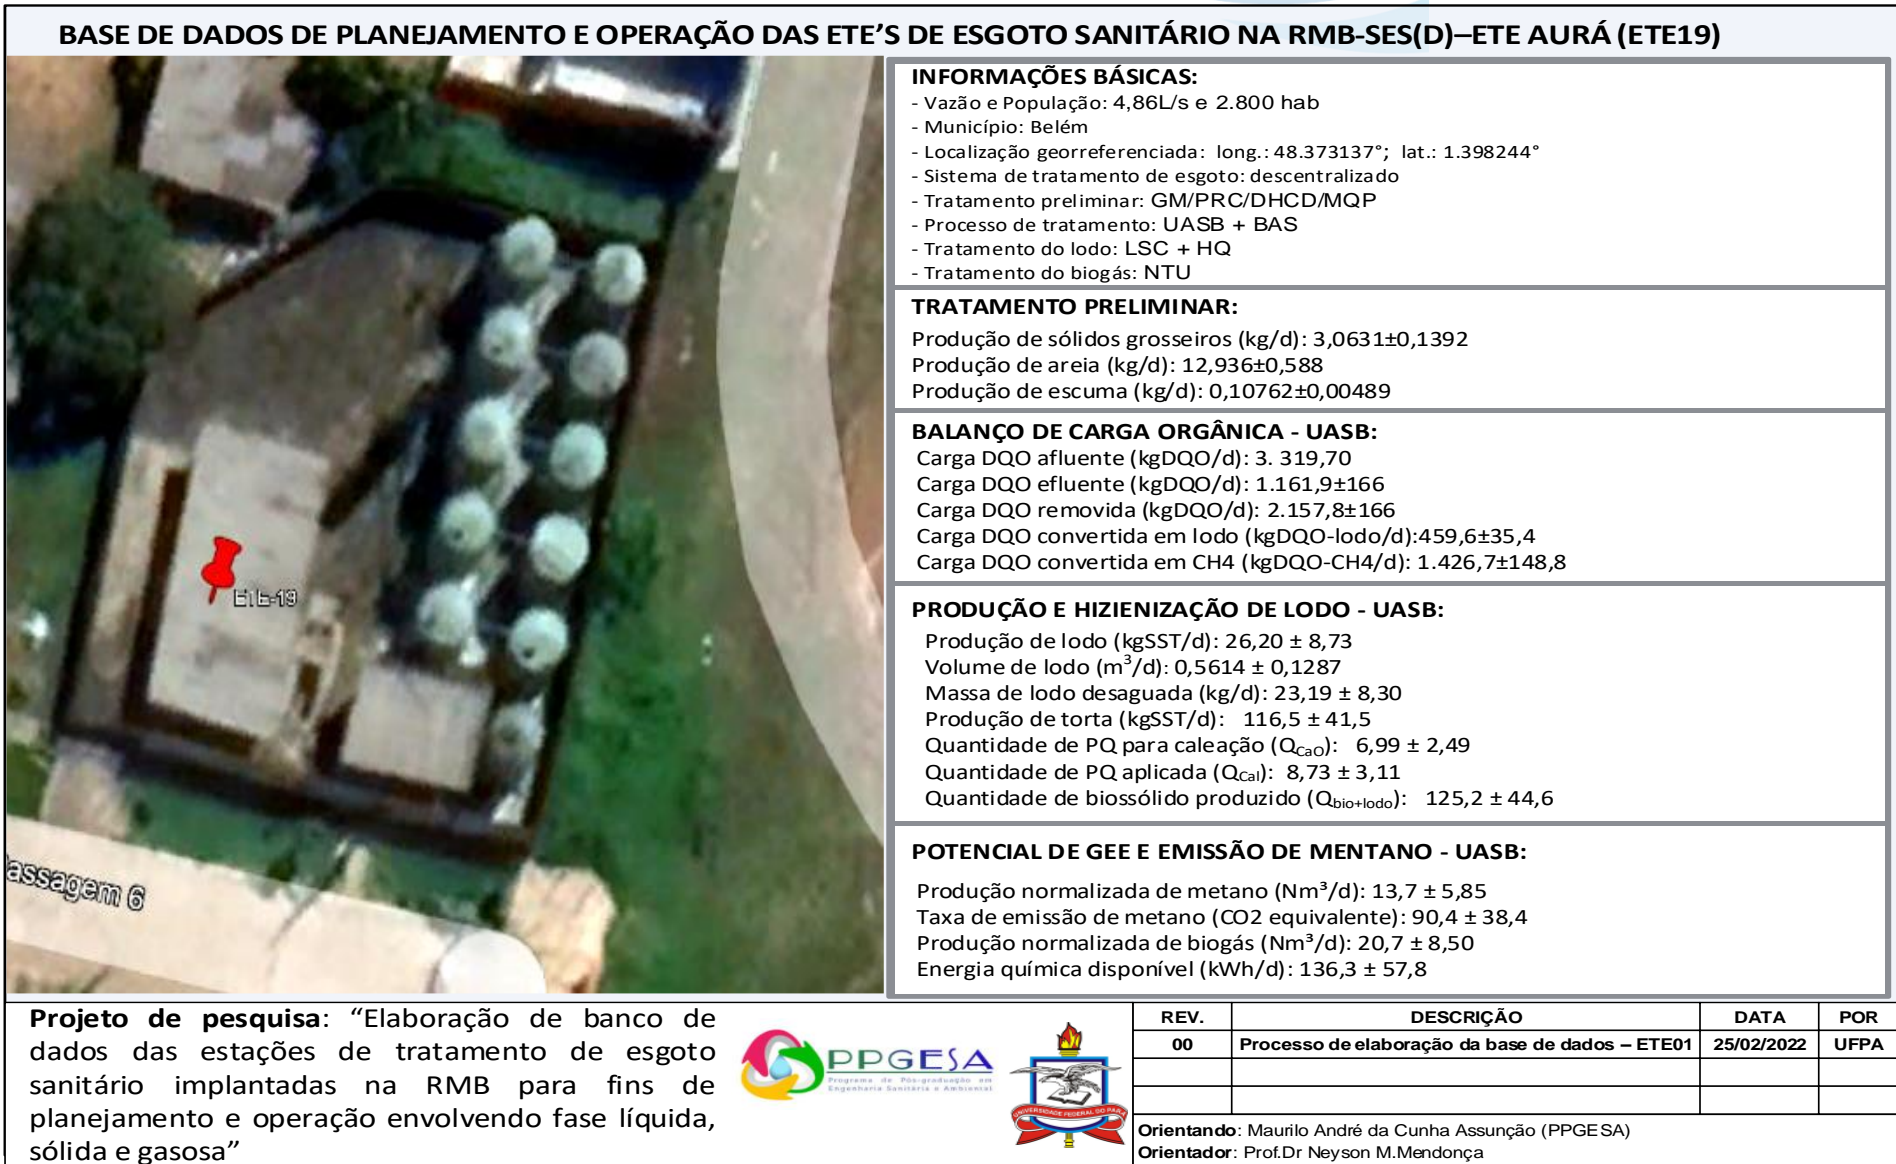 BASE DE DADOS DE PLANEJAMENTO E OPERAÇÃO DAS ETE'S DE ESGOTO SANITÁRIO NA RMB-SES(D)–ETE AURÁ (ETE19)
ETE-19
assagem 6
INFORMAÇÕES BÁSICAS:
- Vazão e População: 4,86L/s e 2.800 hab
- Município: Belém
- Localização georreferenciada: long.: 48.373137°; lat.: 1.398244°
- Sistema de tratamento de esgoto: descentralizado
- Tratamento preliminar: GM/PRC/DHCD/MQP
- Processo de tratamento: UASB + BAS
- Tratamento do lodo: LSC + HQ
- Tratamento do biogás: NTU
TRATAMENTO PRELIMINAR:
Produção de sólidos grosseiros (kg/d): 3,0631±0,1392
Produção de areia (kg/d): 12,936±0,588
Produção de escuma (kg/d): 0,10762±0,00489
BALANÇO DE CARGA ORGÂNICA - UASB:
Carga DQO afluente (kgDQO/d): 3. 319,70
Carga DQO efluente (kgDQO/d): 1.161,9±166
Carga DQO removida (kgDQO/d): 2.157,8±166
Carga DQO convertida em lodo (kgDQO-lodo/d):459,6±35,4
Carga DQO convertida em CH4 (kgDQO-CH4/d): 1.426,7±148,8
PRODUÇÃO E HIZIENIZAÇÃO DE LODO - UASB:
Produção de lodo (kgSST/d): 26,20 ± 8,73
Volume de lodo (m³/d): 0,5614 ± 0,1287
Massa de lodo desaguada (kg/d): 23,19 ± 8,30
Produção de torta (kgSST/d): 116,5 ± 41,5
Quantidade de PQ para caleação (QCaO): 6,99 ± 2,49
Quantidade de PQ aplicada (QCal): 8,73 ± 3,11
Quantidade de biossólido produzido (Qbio+lodo): 125,2 ± 44,6
POTENCIAL DE GEE E EMISSÃO DE MENTANO - UASB:
Produção normalizada de metano (Nm³/d): 13,7 ± 5,85
Taxa de emissão de metano (CO2 equivalente): 90,4 ± 38,4
Produção normalizada de biogás (Nm³/d): 20,7 ± 8,50
Energia química disponível (kWh/d): 136,3 ± 57,8
Projeto de pesquisa: "Elaboração de banco de
dados das estações de tratamento de esgoto
sanitário implantadas na RMB para fins de
planejamento e operação envolvendo fase líquida,
sólida e gasosa"
PPGESA
Programa de Pós-graduação em
Engenharia Sanitária e Ambiental
UNIVERSIDADE FEDERAL DO PARÁ
REV. DESCRIÇÃO DATA POR
00 Processo de elaboração da base de dados – ETE01 25/02/2022 UFPA
Orientando: Maurilo André da Cunha Assunção (PPGESA)
Orientador: Prof.Dr Neyson M.Mendonça